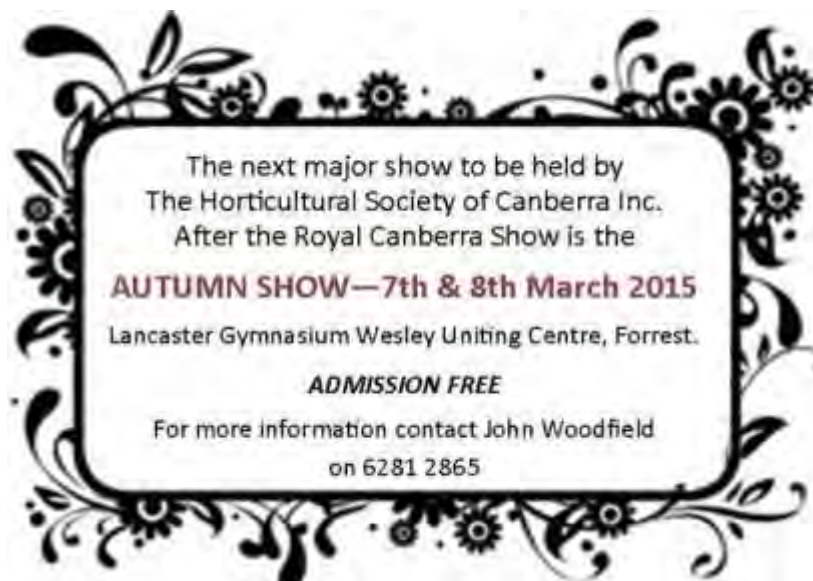 The next major show to be held by
The Horticultural Society of Canberra Inc.
After the Royal Canberra Show is the
AUTUMN SHOW—7th & 8th March 2015
Lancaster Gymnasium Wesley Uniting Centre, Forrest.
ADMISSION FREE
For more information contact John Woodfield
on 6281 2865